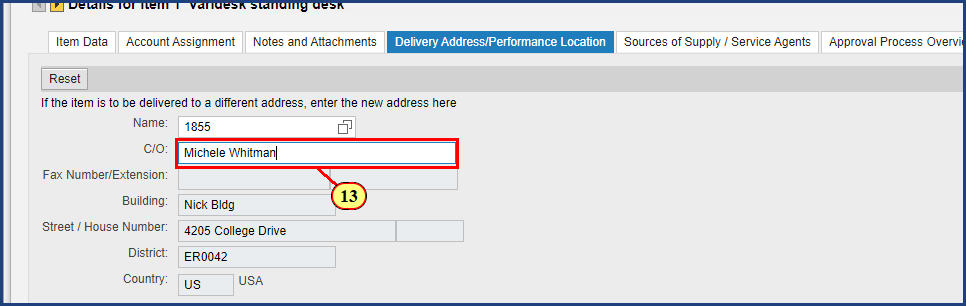 Details for item 1 Varidesk standing desk
Item Data Account Assignment Notes and Attachments Delivery Address/Performance Location Sources of Supply / Service Agents Approval Process Overvi
Reset
If the item is to be delivered to a different address, enter the new address here
Name: 1855
C/O: Michele Whitman
Fax Number/Extension:
13
Building: Nick Bldg
Street / House Number: 4205 College Drive
District: ER0042
Country: US USA